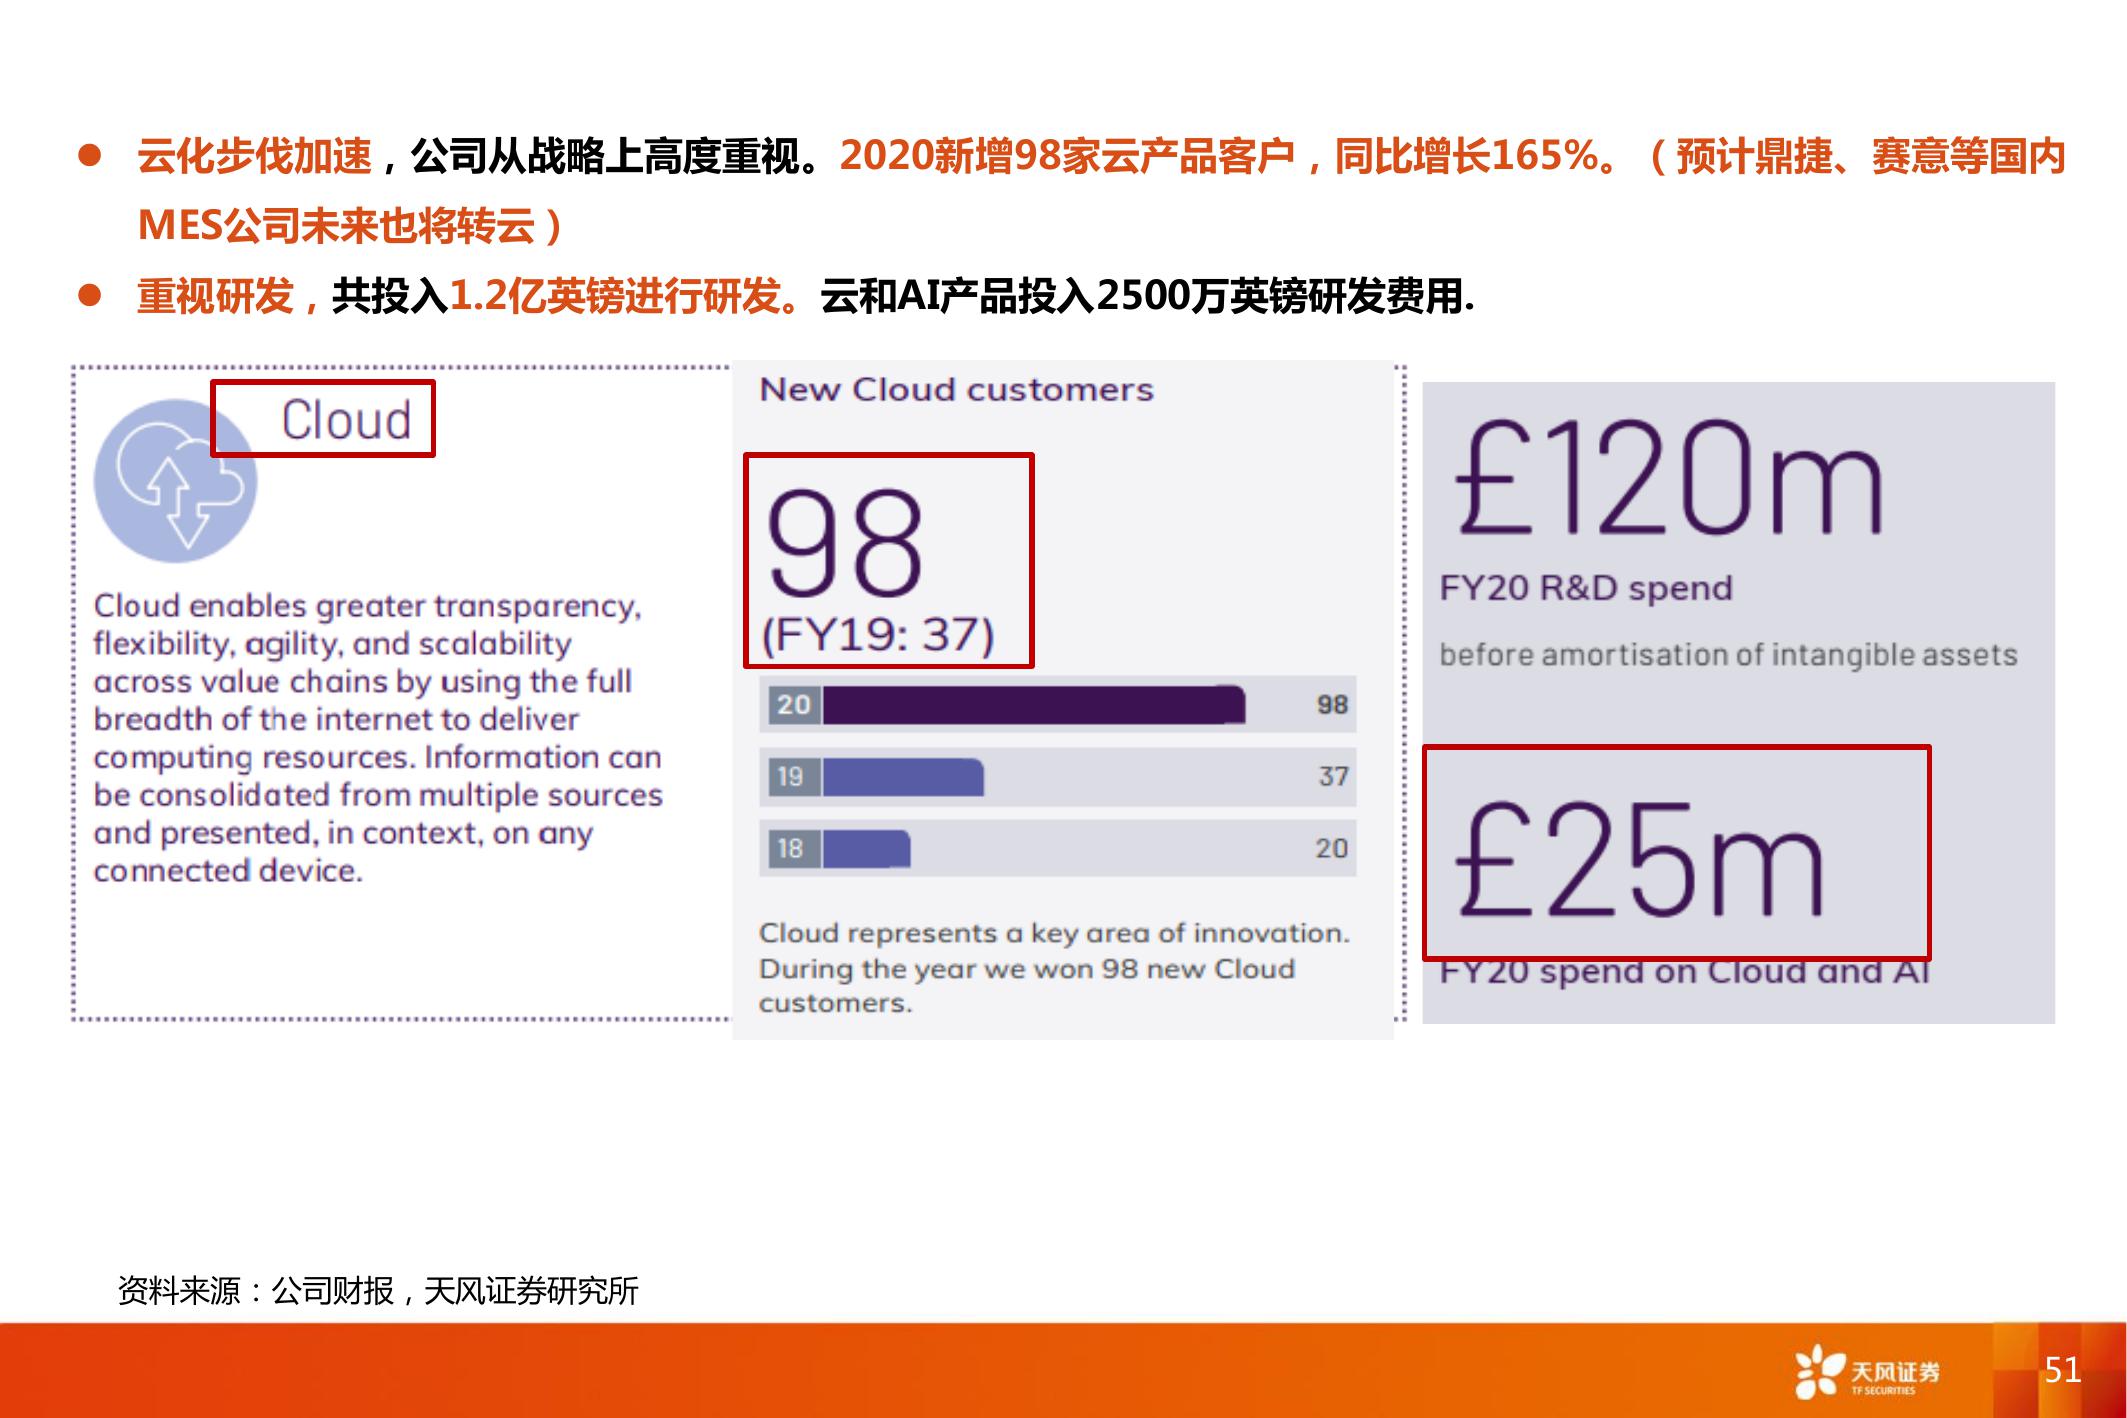 云化步伐加速，公司从战略上高度重视。2020新增98家云产品客户，同比增长165%。（预计鼎捷、赛意等国内
MES公司未来也将转云）
重视研发，共投入1.2亿英镑进行研发。云和AI产品投入2500万英镑研发费用.
Cloud
Cloud enables greater transparency,
flexibility, agility, and scalability
across value chains by using the full
breadth of the internet to deliver
computing resources. Information can
be consolidated from multiple sources
and presented, in context, on any
connected device.
New Cloud customers
98
(FY19: 37)
20 98
19 37
18 20
Cloud represents a key area of innovation.
During the year we won 98 new Cloud
customers.
£120m
FY20 R&D spend
before amortisation of intangible assets
£25m
FY20 spend on Cloud and AI
资料来源：公司财报，天风证券研究所
天风证券
TF SECURITIES
51